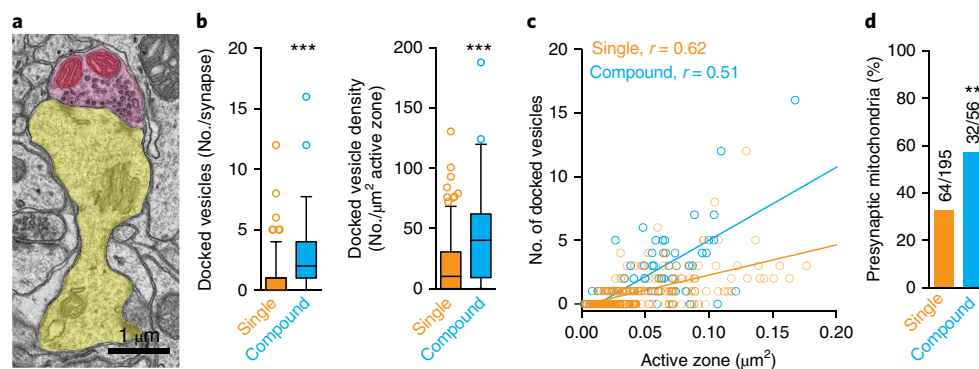 a
1 μm
b
Docked vesicles (No./synapse)
20
15
10
5
0
***
Single
Compound
Docked vesicle density
(No./μm² active zone)
200
150
100
50
0
***
Single
Compound
c
Single, r = 0.62
Compound, r = 0.51
No. of docked vesicles
20
15
10
5
0
0
0.05
0.10
0.15
0.20
Active zone (μm²)
d
Presynaptic mitochondria (%)
100
80
60
40
20
0
64/195
**
32/56
Single
Compound